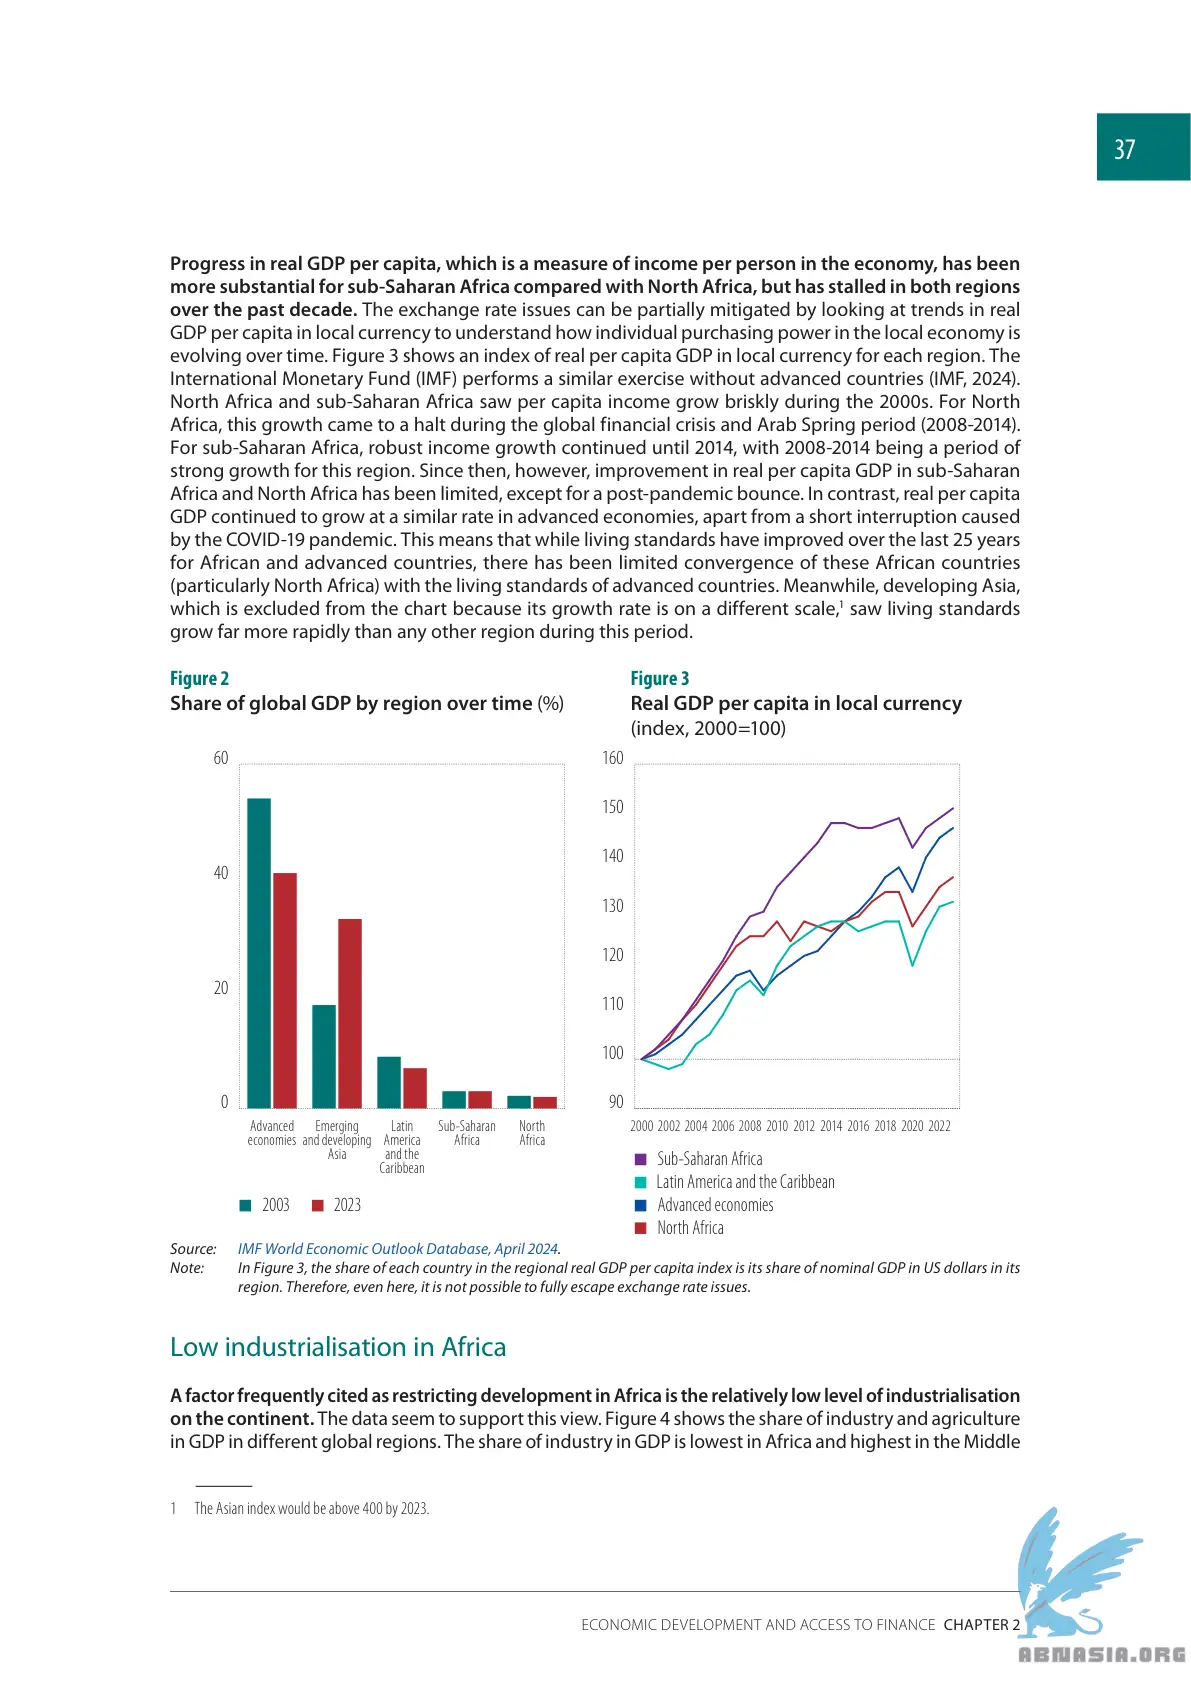 37
Progress in real GDP per capita, which is a measure of income per person in the economy, has been
more substantial for sub-Saharan Africa compared with North Africa, but has stalled in both regions
over the past decade. The exchange rate issues can be partially mitigated by looking at trends in real
GDP per capita in local currency to understand how individual purchasing power in the local economy is
evolving over time. Figure 3 shows an index of real per capita GDP in local currency for each region. The
International Monetary Fund (IMF) performs a similar exercise without advanced countries (IMF, 2024).
North Africa and sub-Saharan Africa saw per capita income grow briskly during the 2000s. For North
Africa, this growth came to a halt during the global financial crisis and Arab Spring period (2008-2014).
For sub-Saharan Africa, robust income growth continued until 2014, with 2008-2014 being a period of
strong growth for this region. Since then, however, improvement in real per capita GDP in sub-Saharan
Africa and North Africa has been limited, except for a post-pandemic bounce. In contrast, real per capita
GDP continued to grow at a similar rate in advanced economies, apart from a short interruption caused
by the COVID-19 pandemic. This means that while living standards have improved over the last 25 years
for African and advanced countries, there has been limited convergence of these African countries
(particularly North Africa) with the living standards of advanced countries. Meanwhile, developing Asia,
which is excluded from the chart because its growth rate is on a different scale,1 saw living standards
grow far more rapidly than any other region during this period.
Figure 2
Share of global GDP by region over time (%)
60
40
20
0
Advanced
economies
Emerging
and developing
Asia
Latin
America
and the
Caribbean
Sub-Saharan
Africa
North
Africa
2003 2023
Figure 3
Real GDP per capita in local currency
(index, 2000=100)
160
150
140
130
120
110
100
90
2000 2002 2004 2006 2008 2010 2012 2014 2016 2018 2020 2022
Sub-Saharan Africa
Latin America and the Caribbean
Advanced economies
North Africa
Source: IMF World Economic Outlook Database, April 2024.
Note: In Figure 3, the share of each country in the regional real GDP per capita index is its share of nominal GDP in US dollars in its
region. Therefore, even here, it is not possible to fully escape exchange rate issues.
Low industrialisation in Africa
A factor frequently cited as restricting development in Africa is the relatively low level of industrialisation
on the continent. The data seem to support this view. Figure 4 shows the share of industry and agriculture
in GDP in different global regions. The share of industry in GDP is lowest in Africa and highest in the Middle
1 The Asian index would be above 400 by 2023.
ECONOMIC DEVELOPMENT AND ACCESS TO FINANCE CHAPTER 2
ABNASIA.ORG